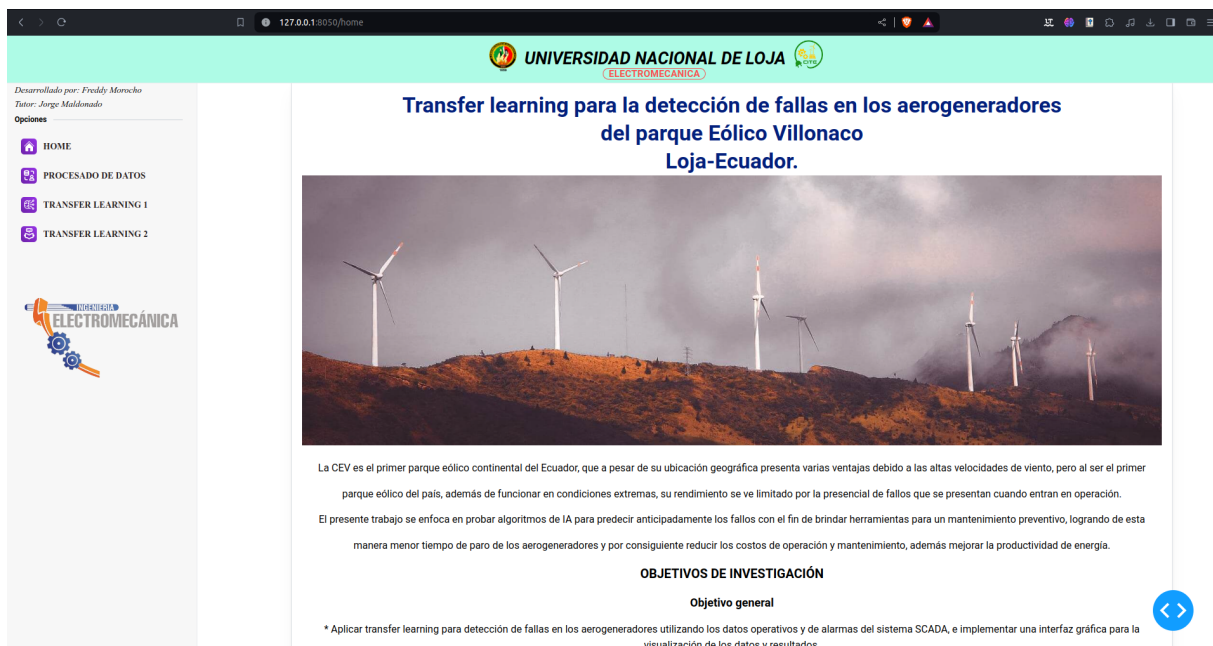 127.0.0.1:8050/home
UNIVERSIDAD NACIONAL DE LOJA
ELECTROMECANICA
CITE
Desarrollado por: Freddy Morocho
Tutor: Jorge Maldonado
Opciones
HOME
PROCESADO DE DATOS
TRANSFER LEARNING 1
TRANSFER LEARNING 2
INGENIERIA
ELECTROMECÁNICA
Transfer learning para la detección de fallas en los aerogeneradores
del parque Eólico Villonaco
Loja-Ecuador.
La CEV es el primer parque eólico continental del Ecuador, que a pesar de su ubicación geográfica presenta varias ventajas debido a las altas velocidades de viento, pero al ser el primer
parque eólico del país, además de funcionar en condiciones extremas, su rendimiento se ve limitado por la presencial de fallos que se presentan cuando entran en operación.
El presente trabajo se enfoca en probar algoritmos de IA para predecir anticipadamente los fallos con el fin de brindar herramientas para un mantenimiento preventivo, logrando de esta
manera menor tiempo de paro de los aerogeneradores y por consiguiente reducir los costos de operación y mantenimiento, además mejorar la productividad de energía.
OBJETIVOS DE INVESTIGACIÓN
Objetivo general
* Aplicar transfer learning para detección de fallas en los aerogeneradores utilizando los datos operativos y de alarmas del sistema SCADA, e implementar una interfaz gráfica para la
visualización de los datos y resultados